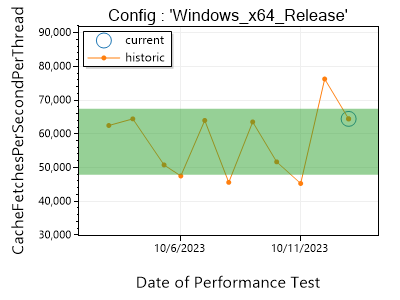 Config : 'Windows_x64_Release'
CacheFetchesPerSecondPerThread
90,000
80,000
70,000
60,000
50,000
40,000
30,000
current
historic
10/6/2023
10/11/2023
Date of Performance Test